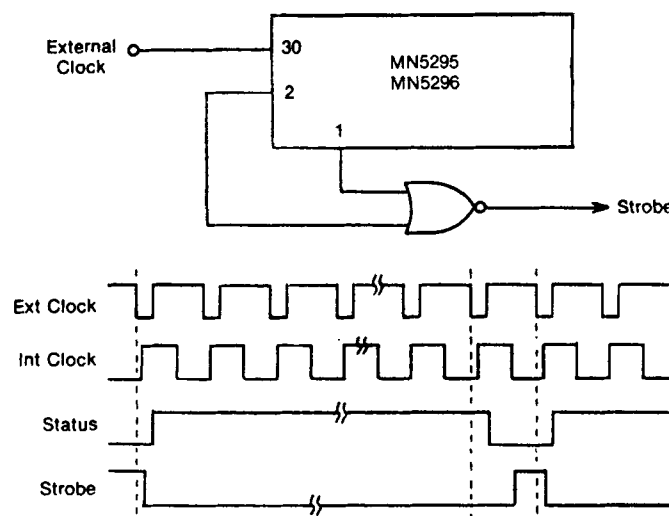 External
Clock
30
MN5295
MN5296
2
1
Strobe
Ext Clock
Int Clock
Status
Strobe